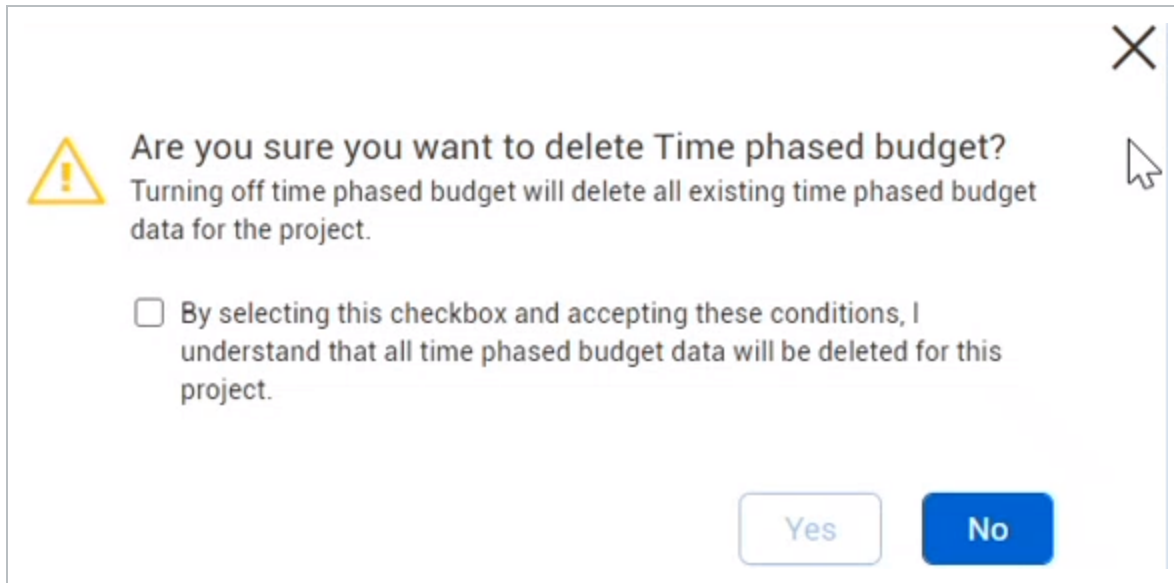 Are you sure you want to delete Time phased budget?
Turning off time phased budget will delete all existing time phased budget
data for the project.
By selecting this checkbox and accepting these conditions, I
understand that all time phased budget data will be deleted for this
project.
Yes No